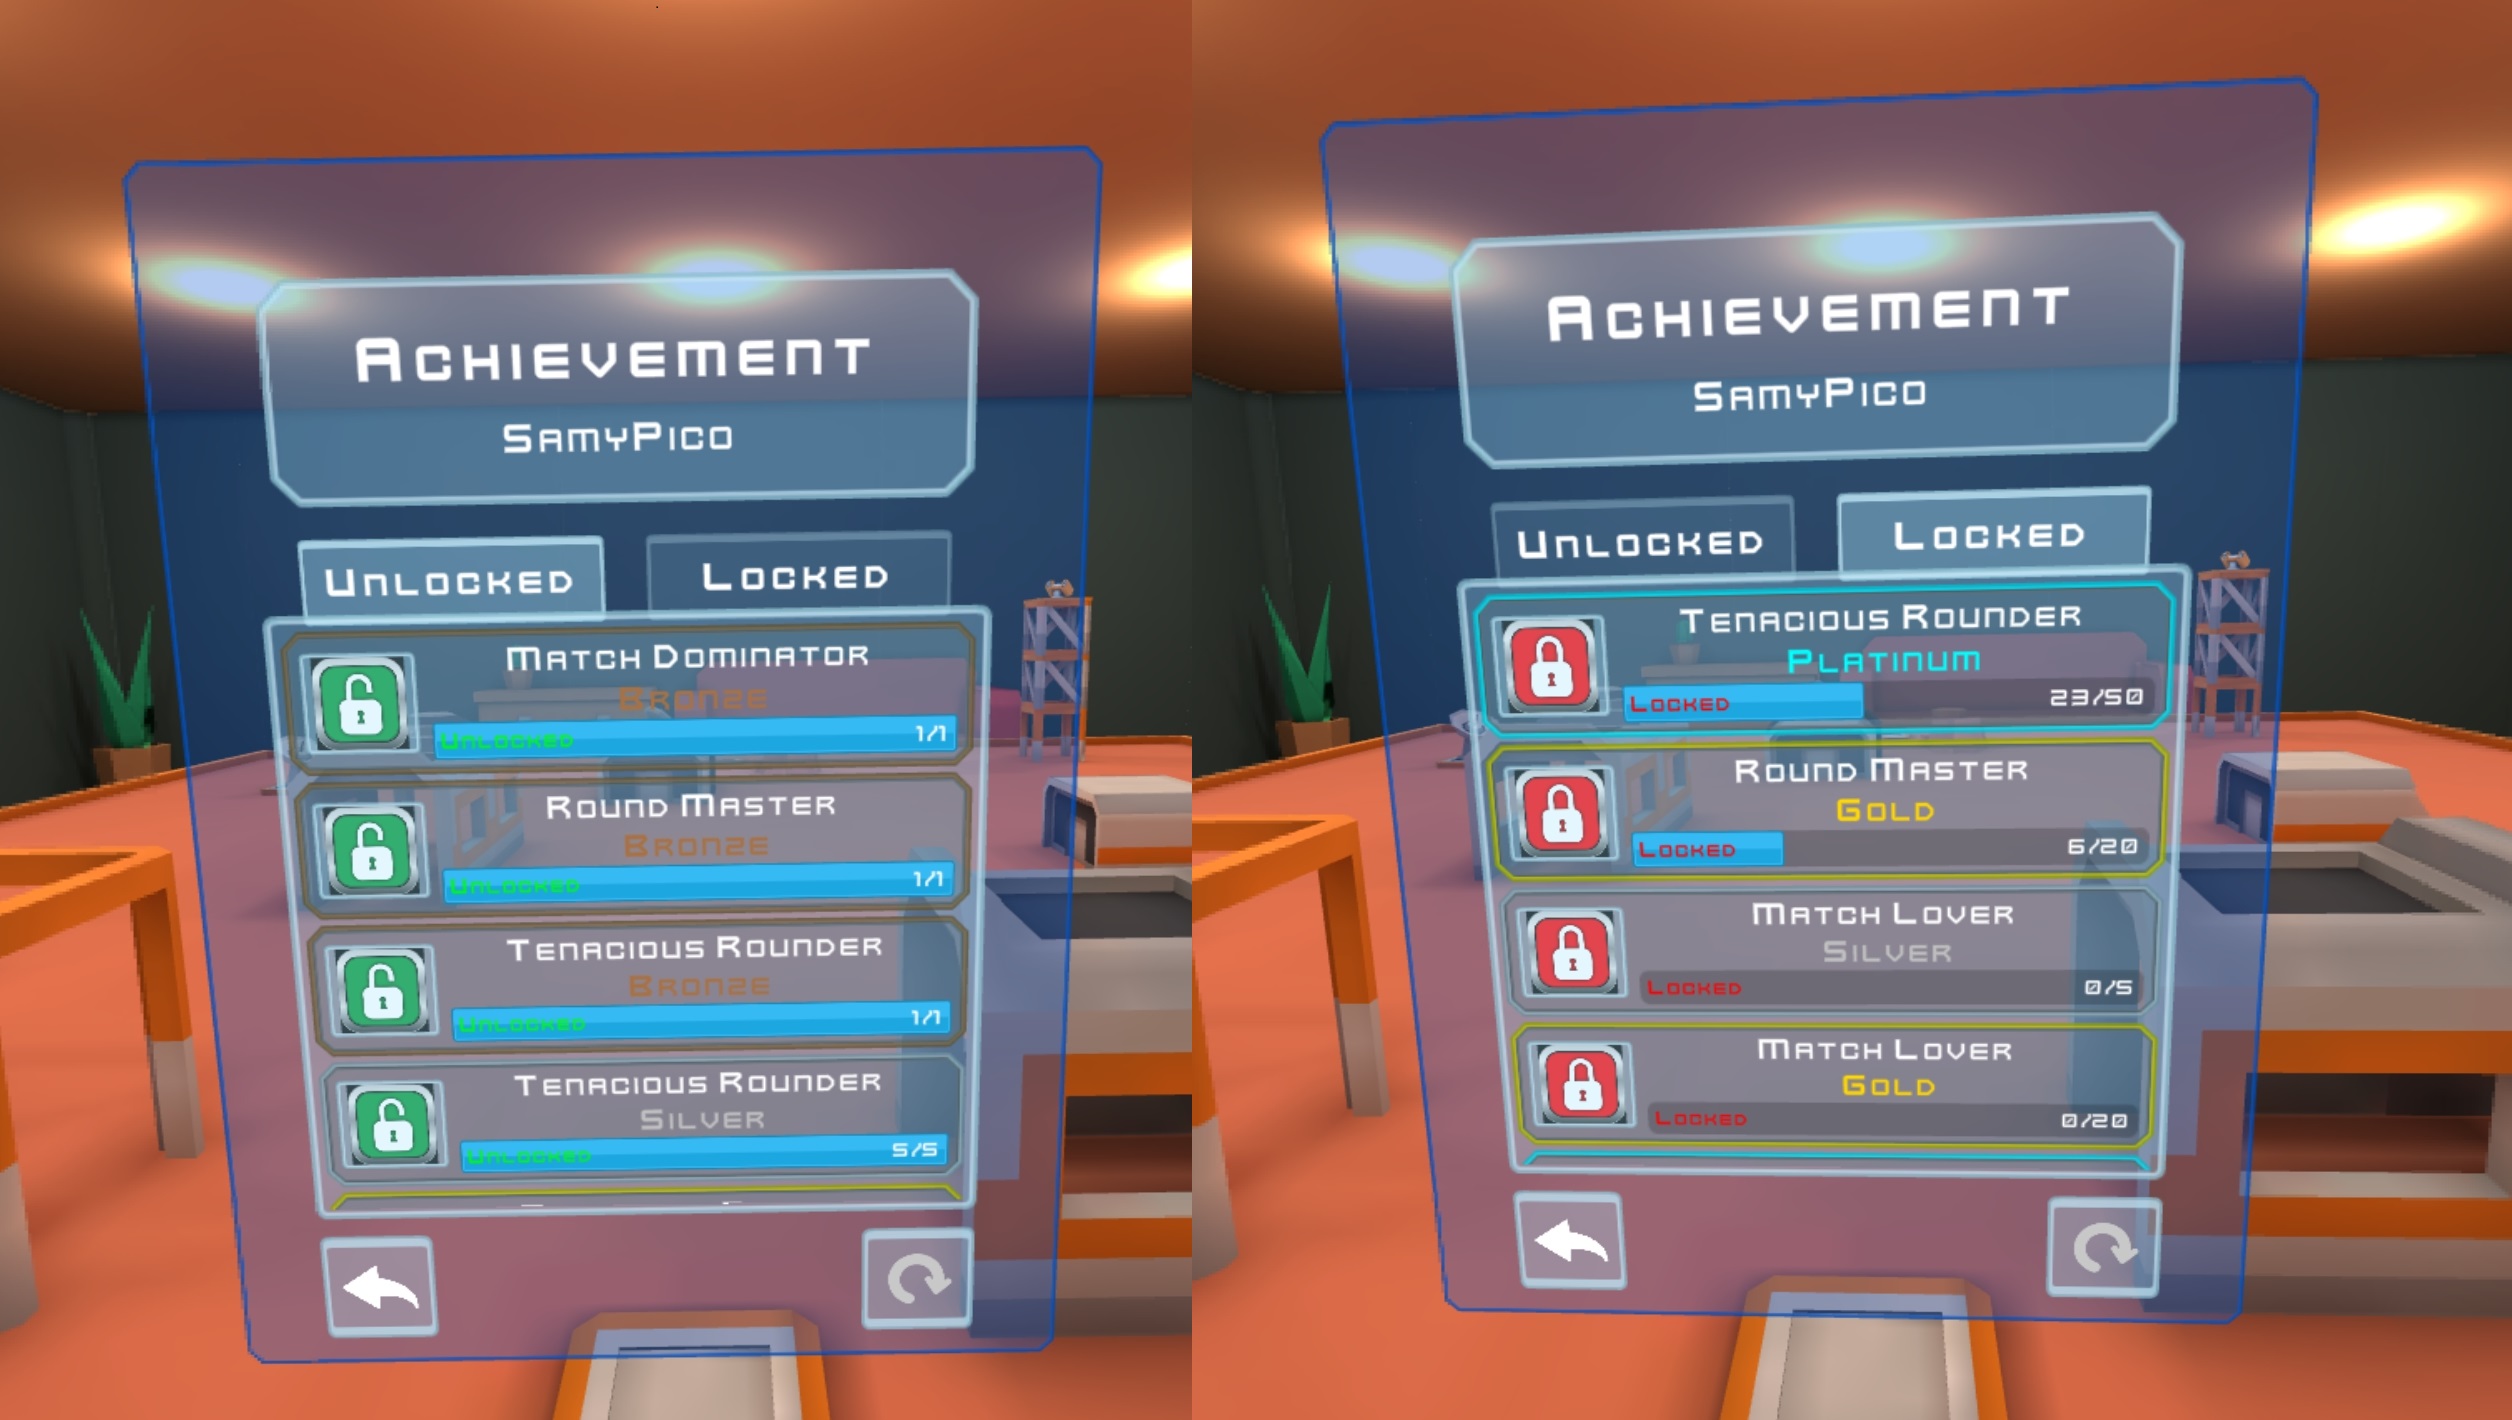 Achievement
SamyPico
Unlocked
Locked
Match Dominator
Bronze
Unlocked 1/1
Round Master
Bronze
Unlocked 1/1
Tenacious Rounder
Bronze
Unlocked 1/1
Tenacious Rounder
Silver
Unlocked 5/5
Achievement
SamyPico
Unlocked
Locked
Tenacious Rounder
Platinum
Locked 23/50
Round Master
Gold
Locked 6/20
Match Lover
Silver
Locked 0/5
Match Lover
Gold
Locked 0/20